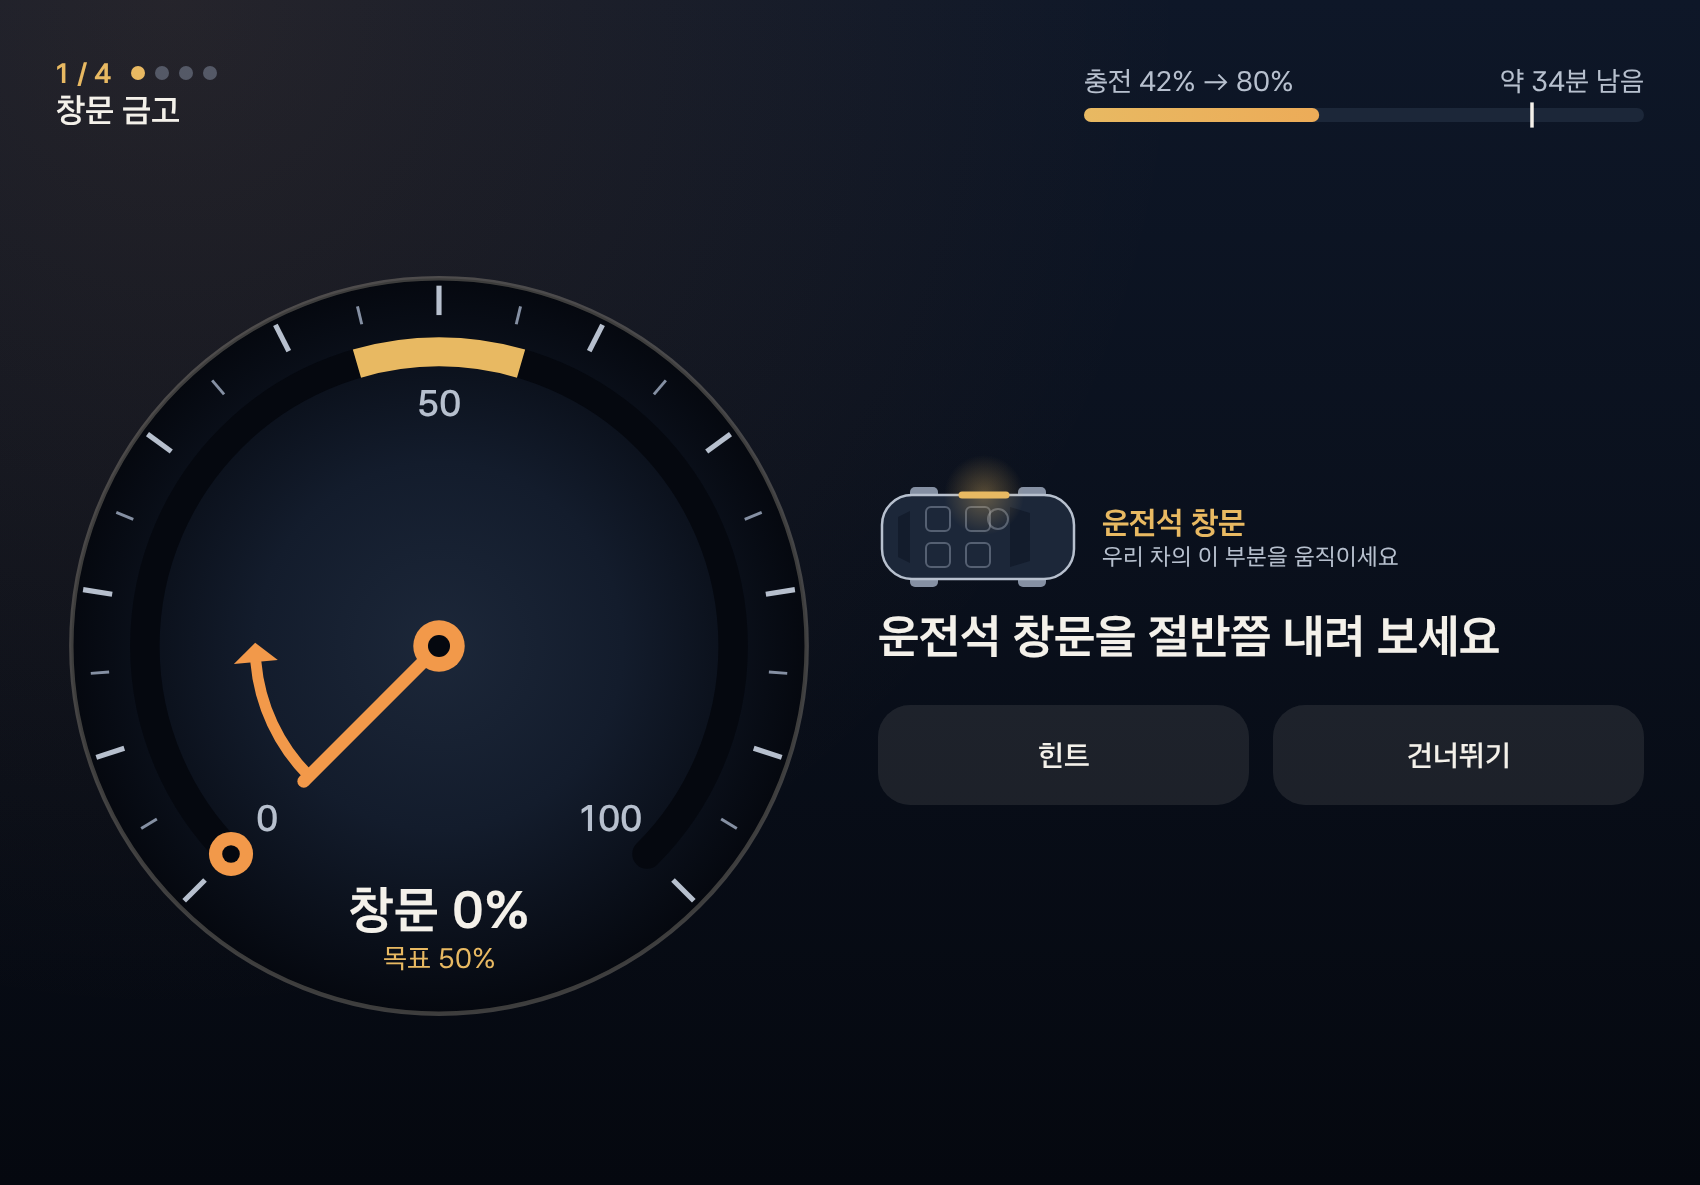 1 / 4
창문 금고
충전 42% → 80%
약 34분 남음
50
0
100
창문 0%
목표 50%
운전석 창문
우리 차의 이 부분을 움직이세요
운전석 창문을 절반쯤 내려 보세요
힌트
건너뛰기